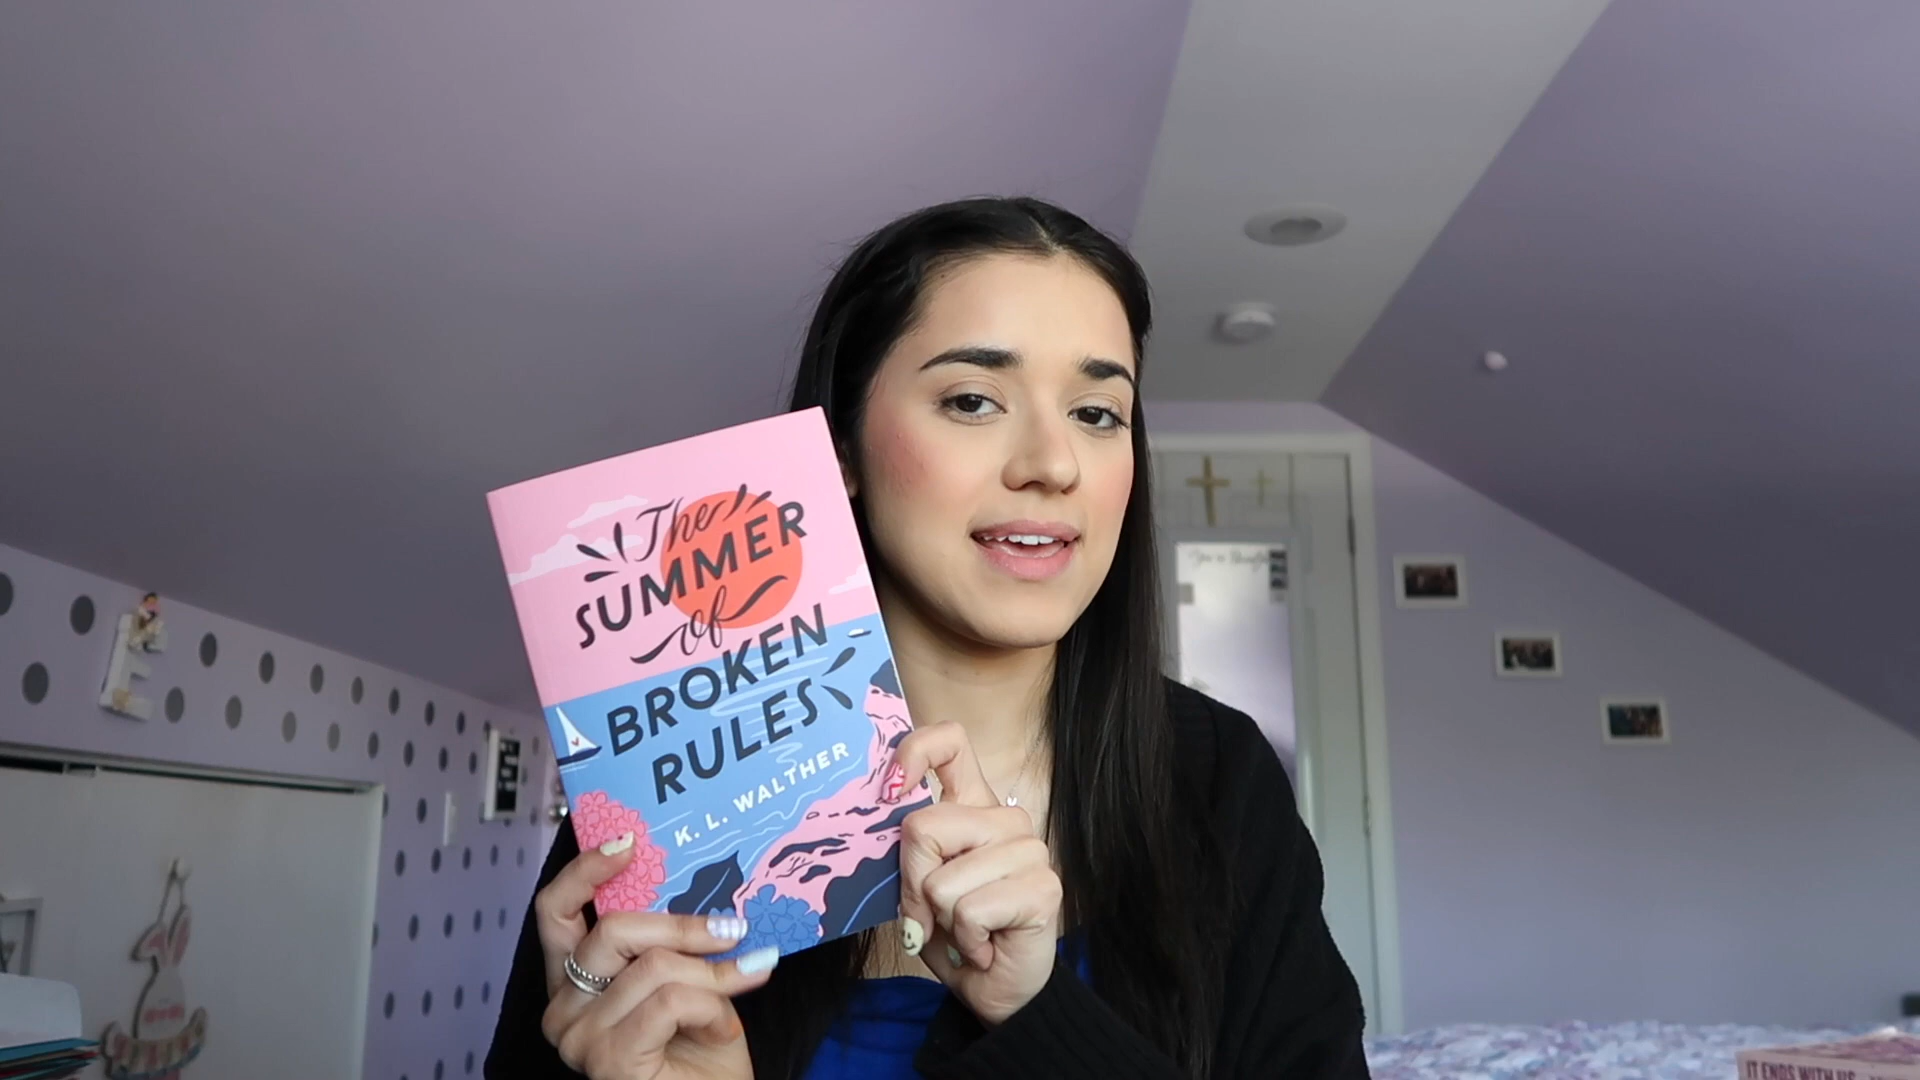 The
SUMMER
of
BROKEN
RULES
K. L. WALTHER
IT ENDS WITH US